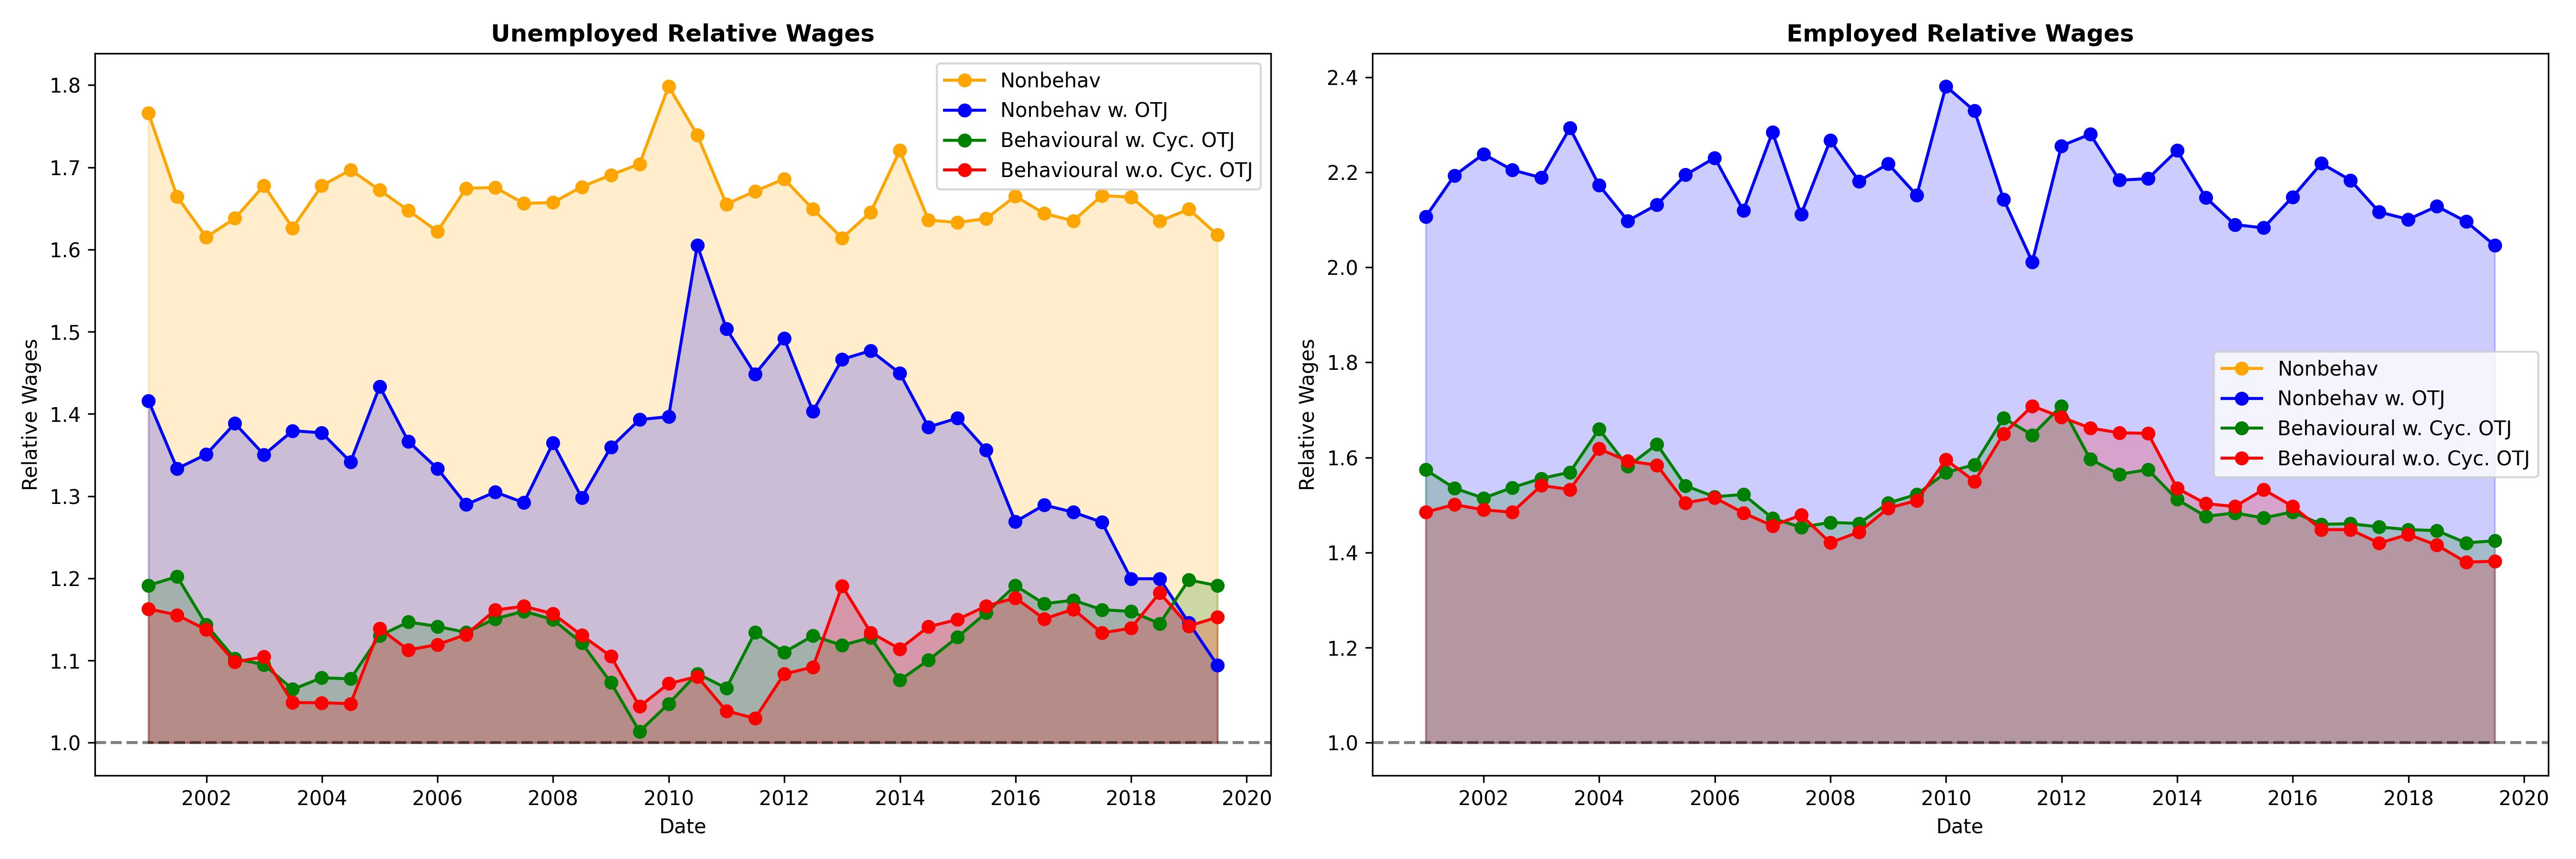 Unemployed Relative Wages
Relative Wages
1.8
1.7
1.6
1.5
1.4
1.3
1.2
1.1
1.0
Nonbehav
Nonbehav w. OTJ
Behavioural w. Cyc. OTJ
Behavioural w.o. Cyc. OTJ
2002 2004 2006 2008 2010 2012 2014 2016 2018 2020
Date
Employed Relative Wages
Relative Wages
2.4
2.2
2.0
1.8
1.6
1.4
1.2
1.0
Nonbehav
Nonbehav w. OTJ
Behavioural w. Cyc. OTJ
Behavioural w.o. Cyc. OTJ
2002 2004 2006 2008 2010 2012 2014 2016 2018 2020
Date